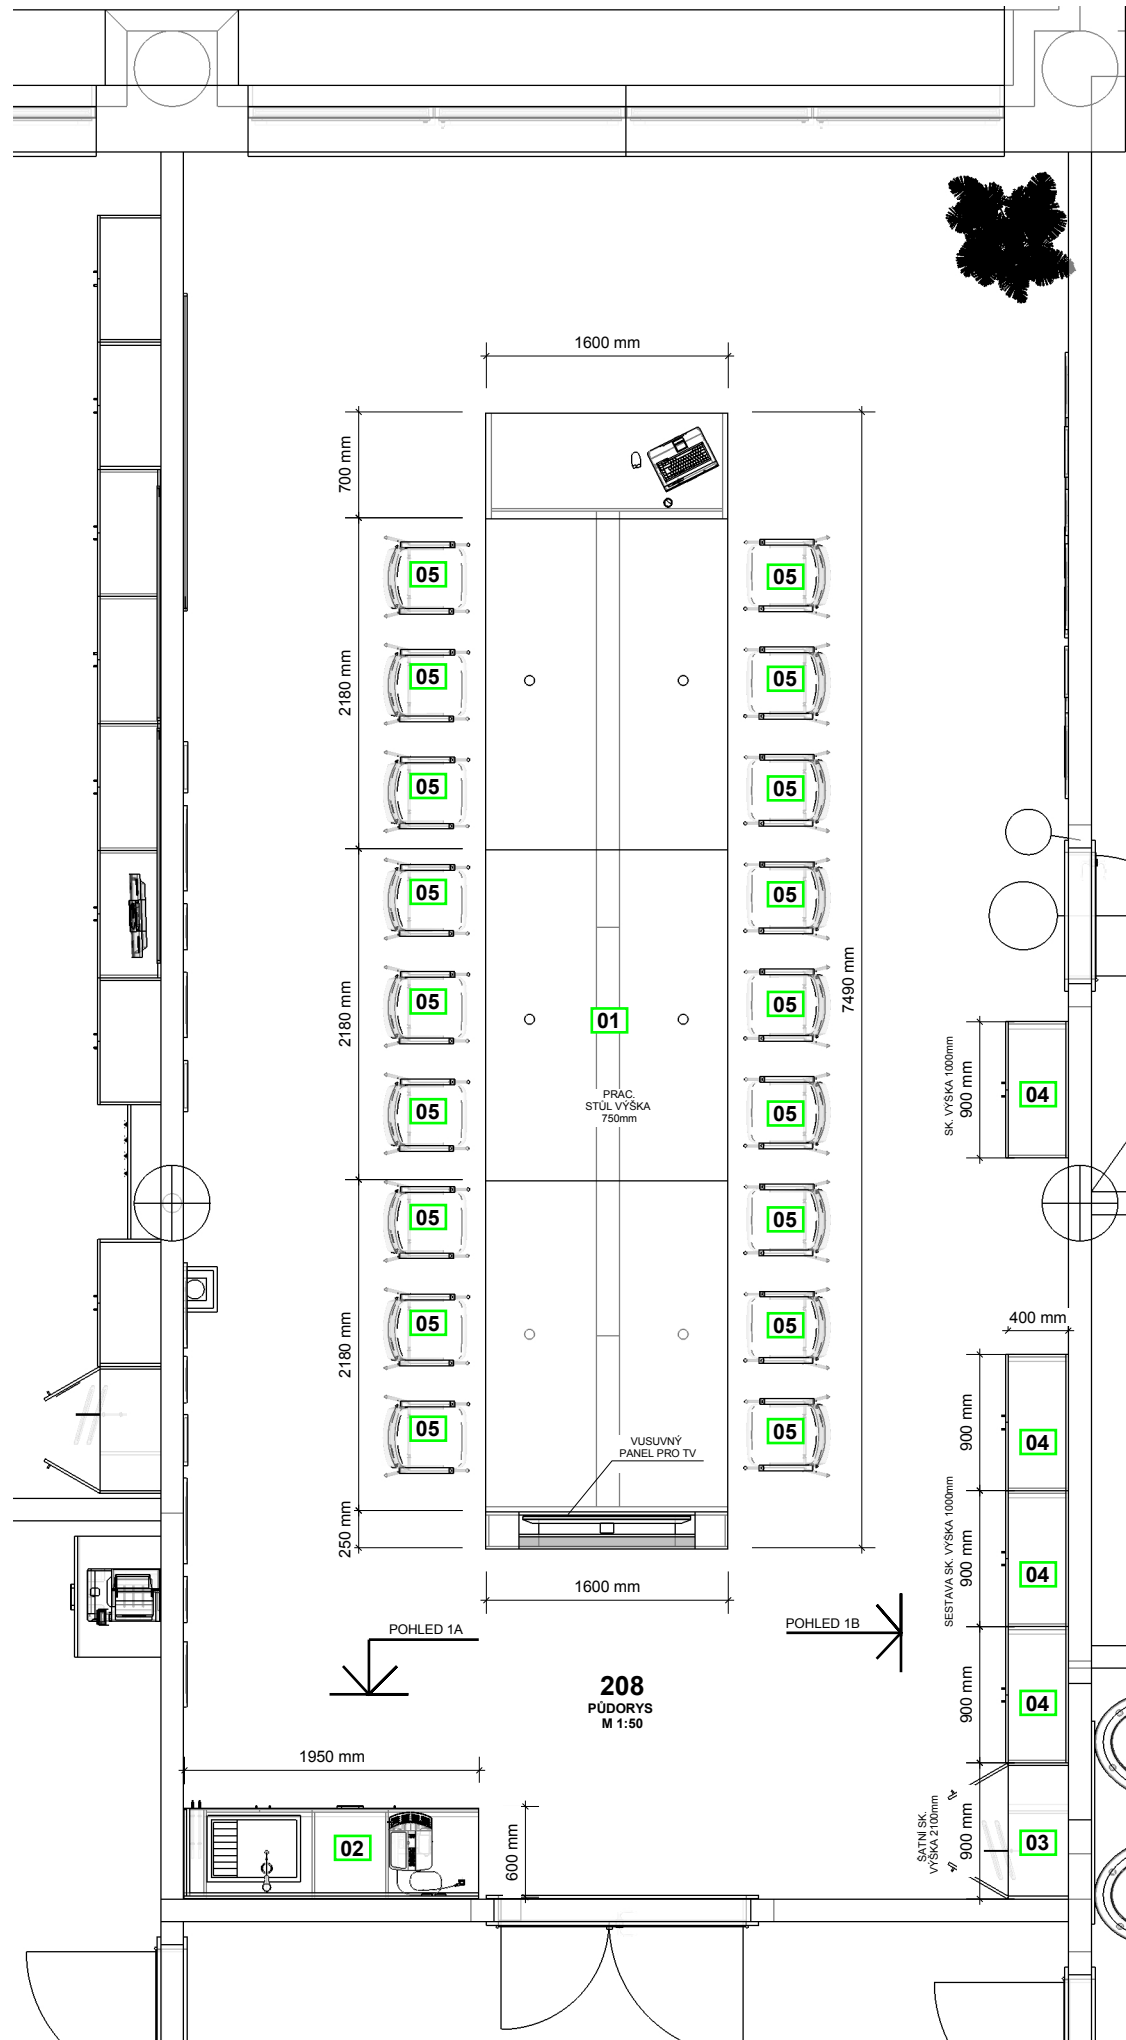 1600 mm
700 mm
05
05
2180 mm
05
05
05
05
05
05
7490 mm
2180 mm
05
05
01
SK. VÝŠKA 1000mm
900 mm
04
PRAC.
STŮL VÝŠKA
750mm
05
05
05
05
400 mm
2180 mm
05
05
05
05
900 mm
04
VUSUVNÝ
PANEL PRO TV
250 mm
SESTAVA SK. VÝŠKA 1000mm
900 mm
04
1600 mm
POHLED 1A
POHLED 1B
208
PŮDORYS
M 1:50
900 mm
04
1950 mm
02
600 mm
ŠATNÍ SK.
VÝŠKA 2100mm
900 mm
03